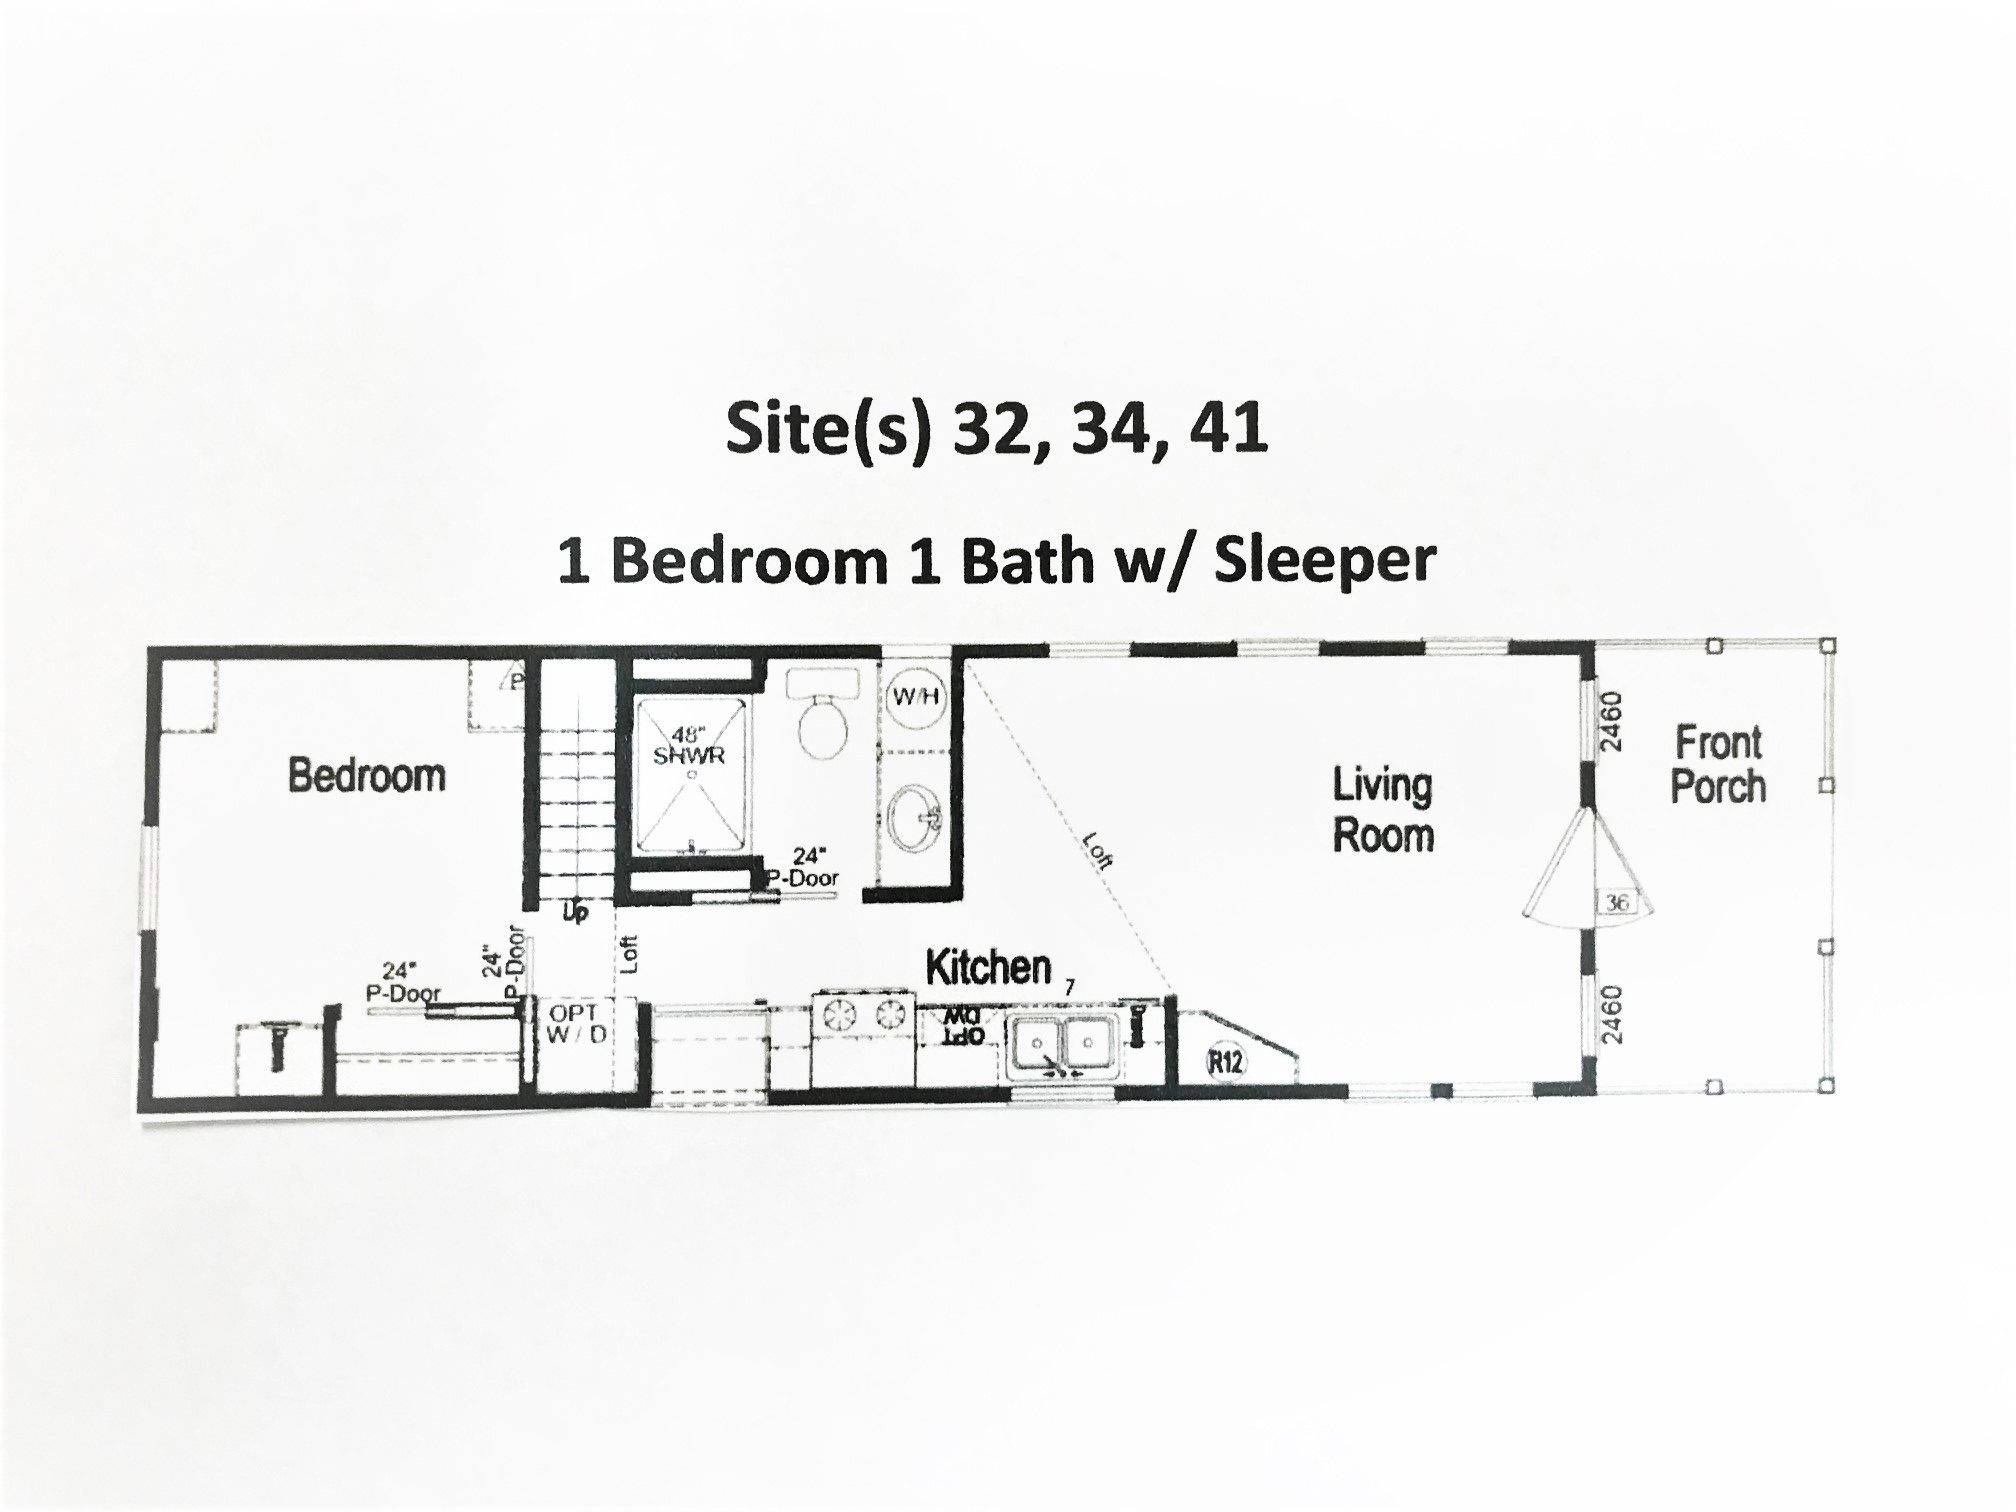 Site(s) 32, 34, 41
1 Bedroom 1 Bath w/ Sleeper
P
W/H
48"
SHWR
2460
Front
Porch
Bedroom
Living
Room
Loft
24"
P-Door
36
Up
Loft
24"
P-Door
Kitchen
7
24"
P-Door
OPT
W / D
OPT
DW
2460
R12